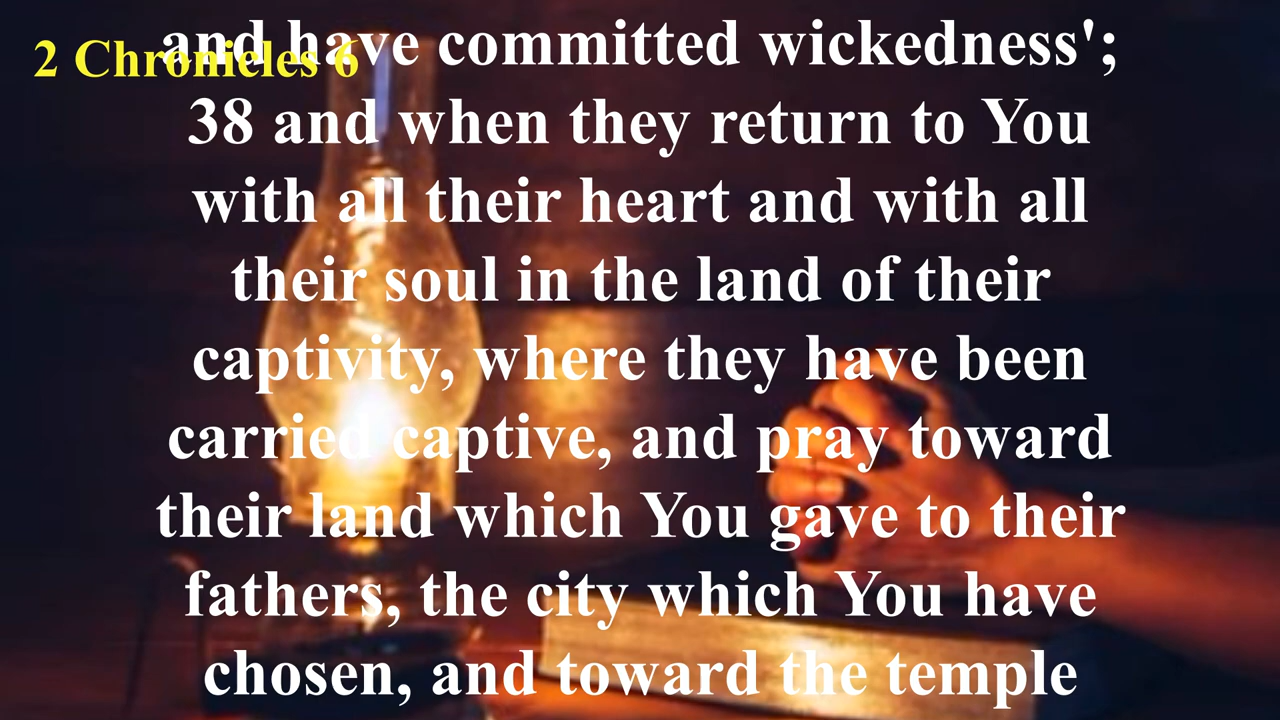 2 Chronicles 6
and have committed wickedness';
38 and when they return to You
with all their heart and with all
their soul in the land of their
captivity, where they have been
carried captive, and pray toward
their land which You gave to their
fathers, the city which You have
chosen, and toward the temple